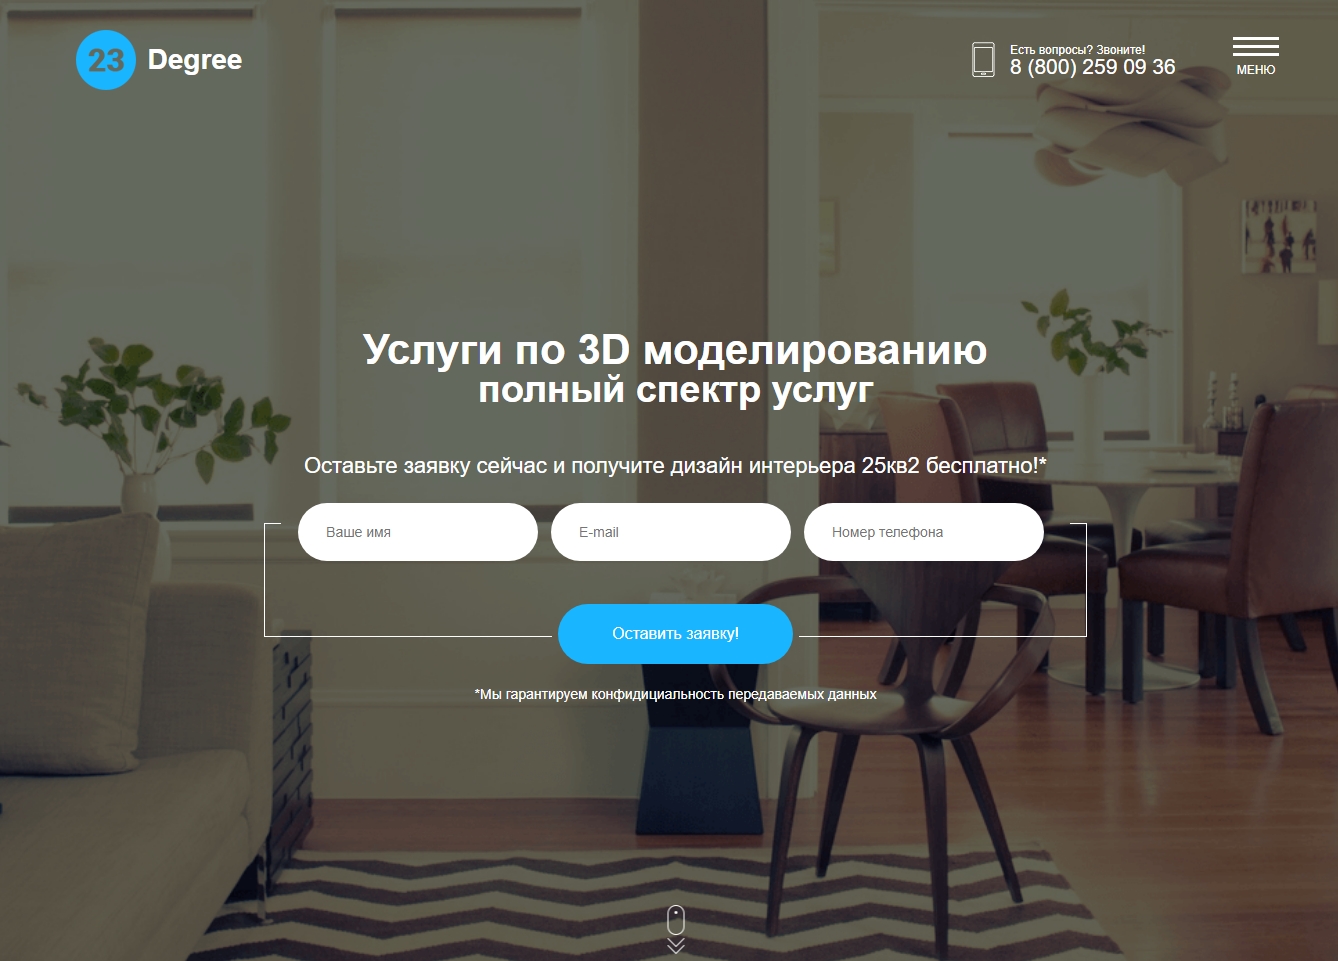 23 Degree
Есть вопросы? Звоните!
8 (800) 259 09 36
МЕНЮ
Услуги по 3D моделированию
полный спектр услуг
Оставьте заявку сейчас и получите дизайн интерьера 25кв2 бесплатно!*
Ваше имя
E-mail
Номер телефона
Оставить заявку!
*Мы гарантируем конфидициальность передаваемых данных